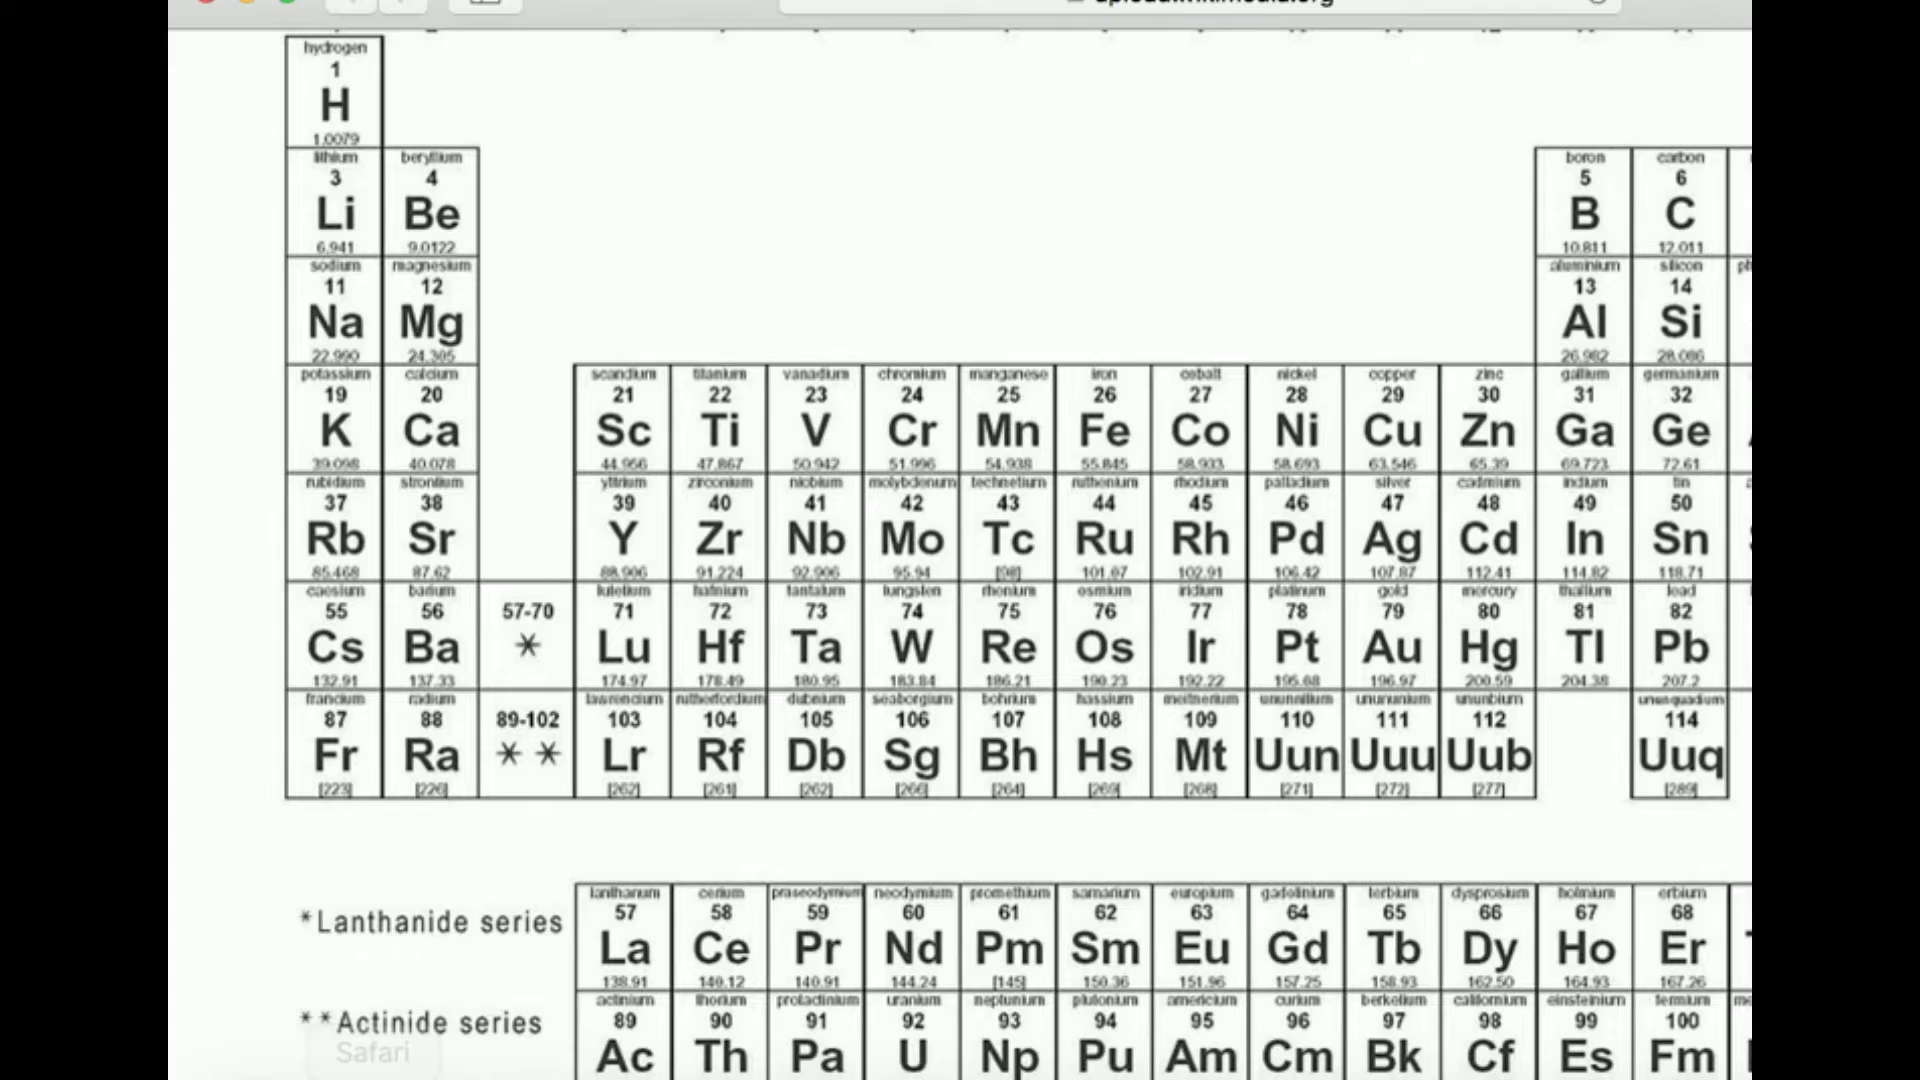 hydrogen
1
H
1.0079
lithium beryllium boron carbon
3 4 5 6
Li Be B C
6.941 9.0122 10.811 12.011
sodium magnesium aluminium silicon
11 12 13 14
Na Mg Al Si
22.990 24.305 26.982 28.086
potassium calcium scandium titanium vanadium chromium manganese iron cobalt nickel copper zinc gallium germanium
19 20 21 22 23 24 25 26 27 28 29 30 31 32
K Ca Sc Ti V Cr Mn Fe Co Ni Cu Zn Ga Ge
39.098 40.078 44.956 47.867 50.942 51.996 54.938 55.845 58.933 58.693 63.546 65.39 69.723 72.61
rubidium strontium yttrium zirconium niobium molybdenum technetium ruthenium rhodium palladium silver cadmium indium tin
37 38 39 40 41 42 43 44 45 46 47 48 49 50
Rb Sr Y Zr Nb Mo Tc Ru Rh Pd Ag Cd In Sn
85.468 87.62 88.906 91.224 92.906 95.94 [98] 101.07 102.91 106.42 107.87 112.41 114.82 118.71
caesium barium lutetium hafnium tantalum tungsten rhenium osmium iridium platinum gold mercury thallium lead
55 56 57-70 71 72 73 74 75 76 77 78 79 80 81 82
Cs Ba * Lu Hf Ta W Re Os Ir Pt Au Hg Tl Pb
132.91 137.33 174.97 178.49 180.95 183.84 186.21 190.23 192.22 195.08 196.97 200.59 204.38 207.2
francium radium lawrencium rutherfordium dubnium seaborgium bohrium hassium meitnerium ununnilium unununium ununbium ununquadium
87 88 89-102 103 104 105 106 107 108 109 110 111 112 114
Fr Ra * * Lr Rf Db Sg Bh Hs Mt Uun Uuu Uub Uuq
[223] [226] [262] [261] [262] [266] [264] [269] [268] [271] [272] [277] [289]
lanthanum cerium praseodymium neodymium promethium samarium europium gadolinium terbium dysprosium holmium erbium
*Lanthanide series 57 58 59 60 61 62 63 64 65 66 67 68
La Ce Pr Nd Pm Sm Eu Gd Tb Dy Ho Er
138.91 140.12 140.91 144.24 [145] 150.36 151.96 157.25 158.93 162.50 164.93 167.26
actinium thorium protactinium uranium neptunium plutonium americium curium berkelium californium einsteinium fermium
**Actinide series 89 90 91 92 93 94 95 96 97 98 99 100
Safari Ac Th Pa U Np Pu Am Cm Bk Cf Es Fm